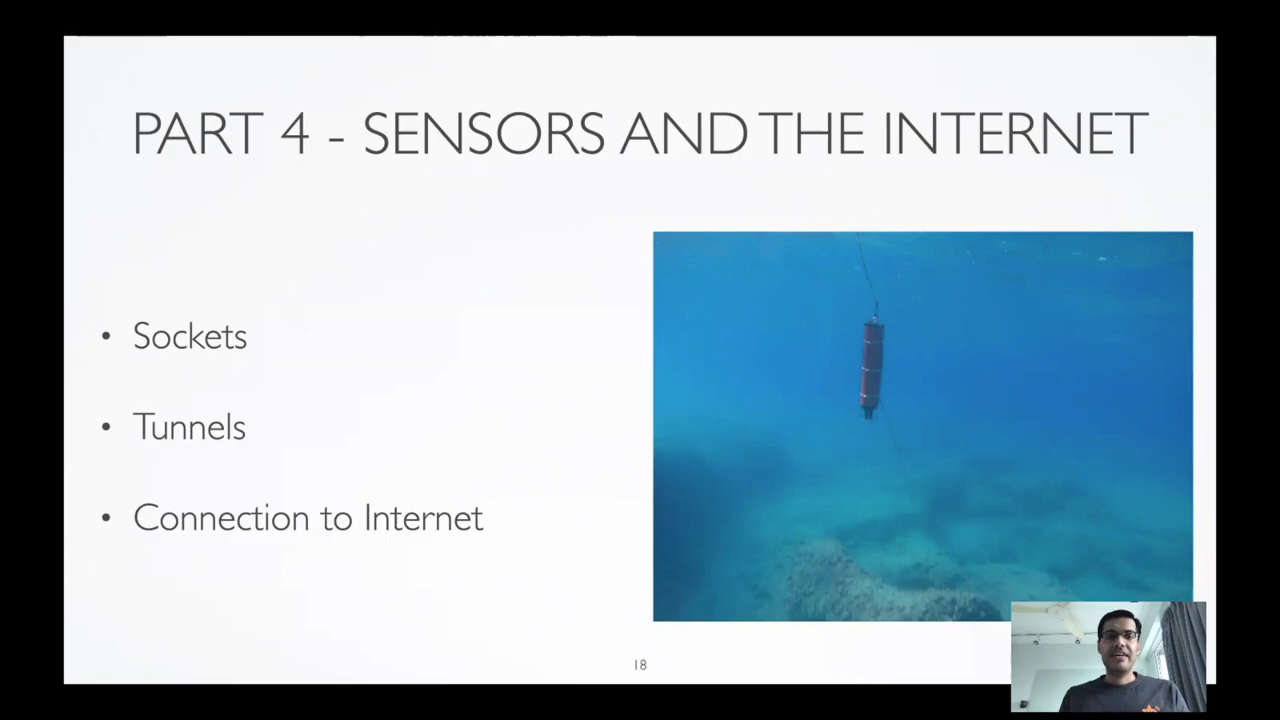 PART 4 - SENSORS AND THE INTERNET
• Sockets
• Tunnels
• Connection to Internet
18